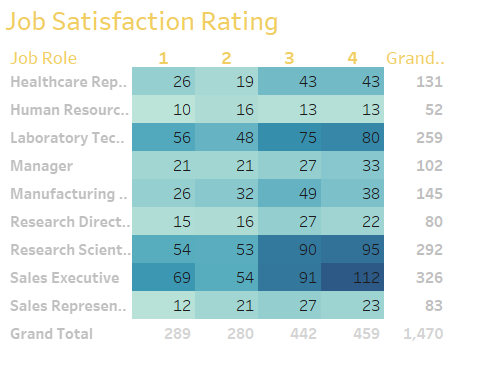 Job Satisfaction Rating
Job Role 1 2 3 4 Grand..
Healthcare Rep.. 26 19 43 43 131
Human Resourc.. 10 16 13 13 52
Laboratory Tec.. 56 48 75 80 259
Manager 21 21 27 33 102
Manufacturing .. 26 32 49 38 145
Research Direct.. 15 16 27 22 80
Research Scient.. 54 53 90 95 292
Sales Executive 69 54 91 112 326
Sales Represen.. 12 21 27 23 83
Grand Total 289 280 442 459 1,470